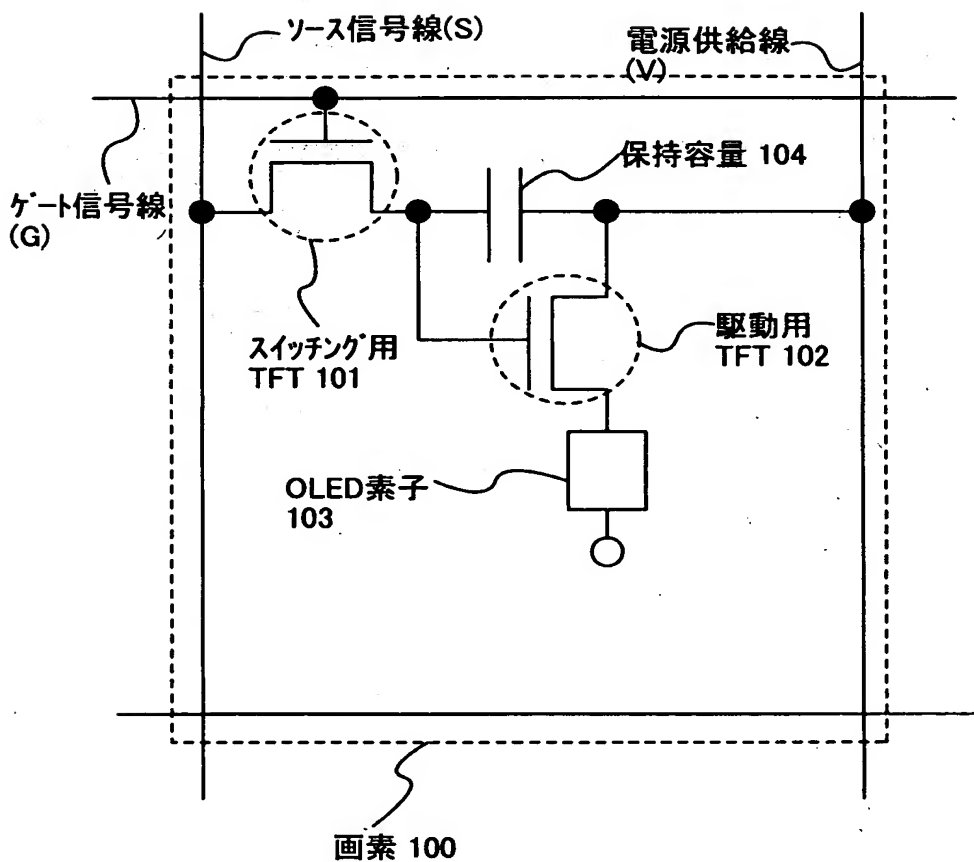 ソース信号線(S)
電源供給線
(V)
保持容量 104
ゲート信号線
(G)
スイッチング用
TFT 101
駆動用
TFT 102
OLED素子
103
画素 100